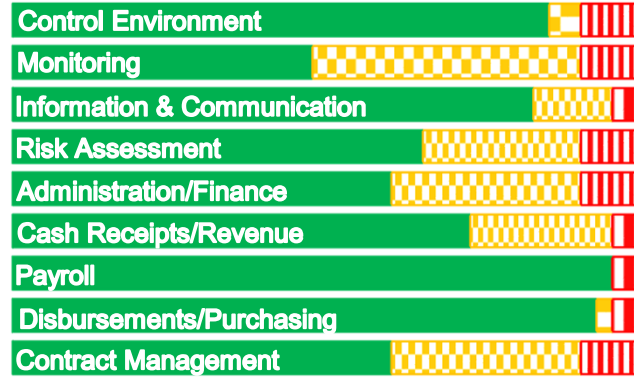 Control Environment
Monitoring
Information & Communication
Risk Assessment
Administration/Finance
Cash Receipts/Revenue
Payroll
Disbursements/Purchasing
Contract Management